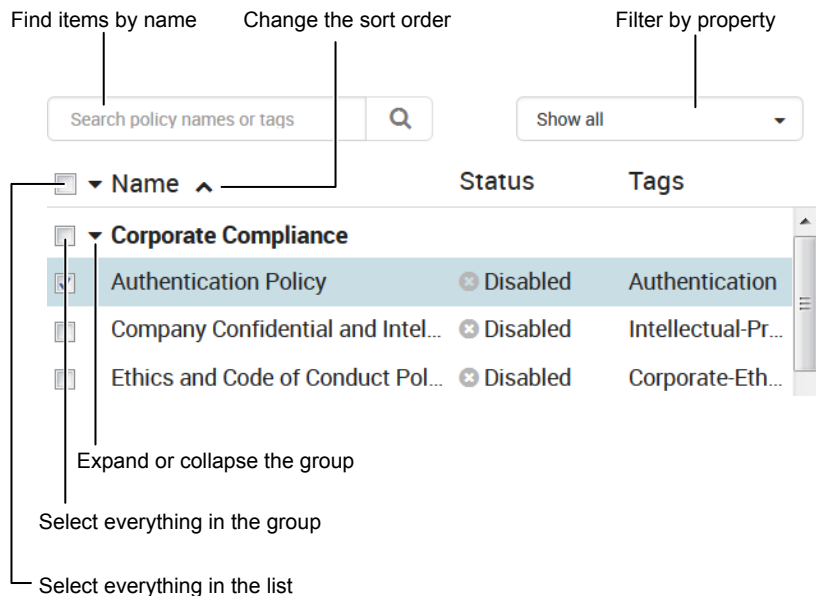 Find items by name Change the sort order Filter by property
Search policy names or tags Show all
Name Status Tags
Corporate Compliance
Authentication Policy Disabled Authentication
Company Confidential and Intel... Disabled Intellectual-Pr...
Ethics and Code of Conduct Pol... Disabled Corporate-Eth...
Expand or collapse the group
Select everything in the group
Select everything in the list